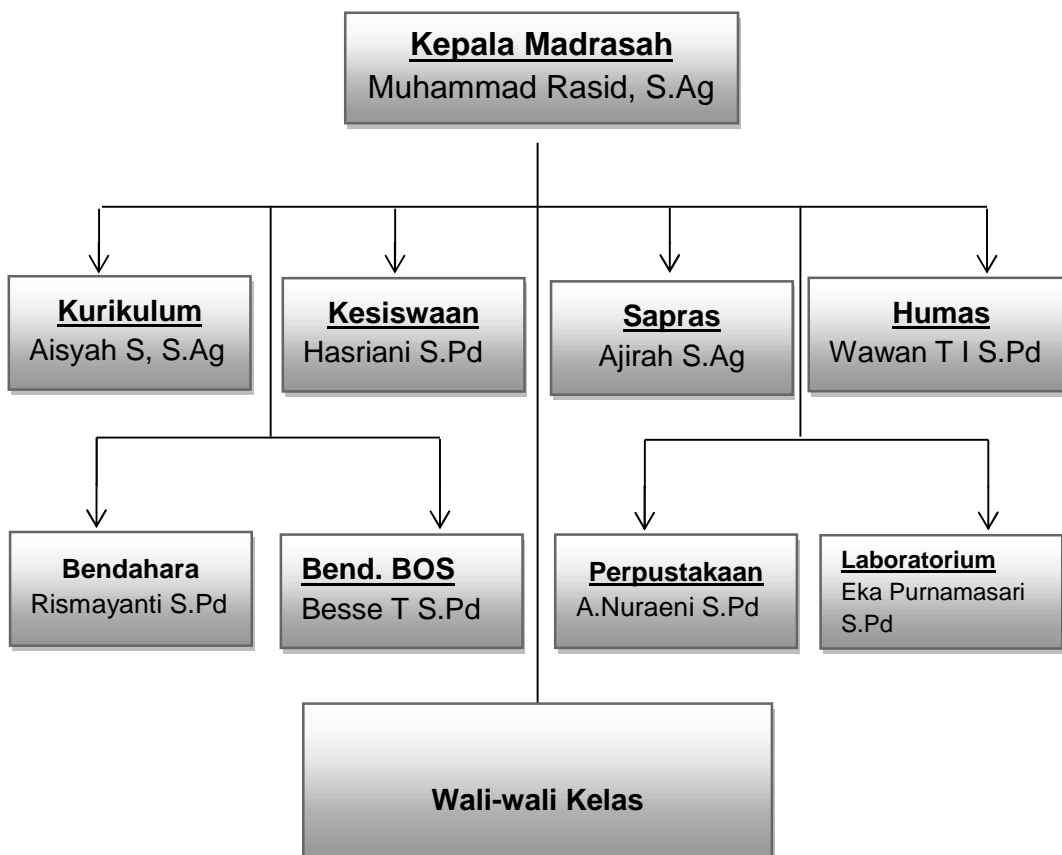 Kepala Madrasah
Muhammad Rasid, S.Ag
Kurikulum
Aisyah S, S.Ag
Kesiswaan
Hasriani S.Pd
Sapras
Ajirah S.Ag
Humas
Wawan T I S.Pd
Bendahara
Rismayanti S.Pd
Bend. BOS
Besse T S.Pd
Perpustakaan
A.Nuraeni S.Pd
Laboratorium
Eka Purnamasari
S.Pd
Wali-wali Kelas